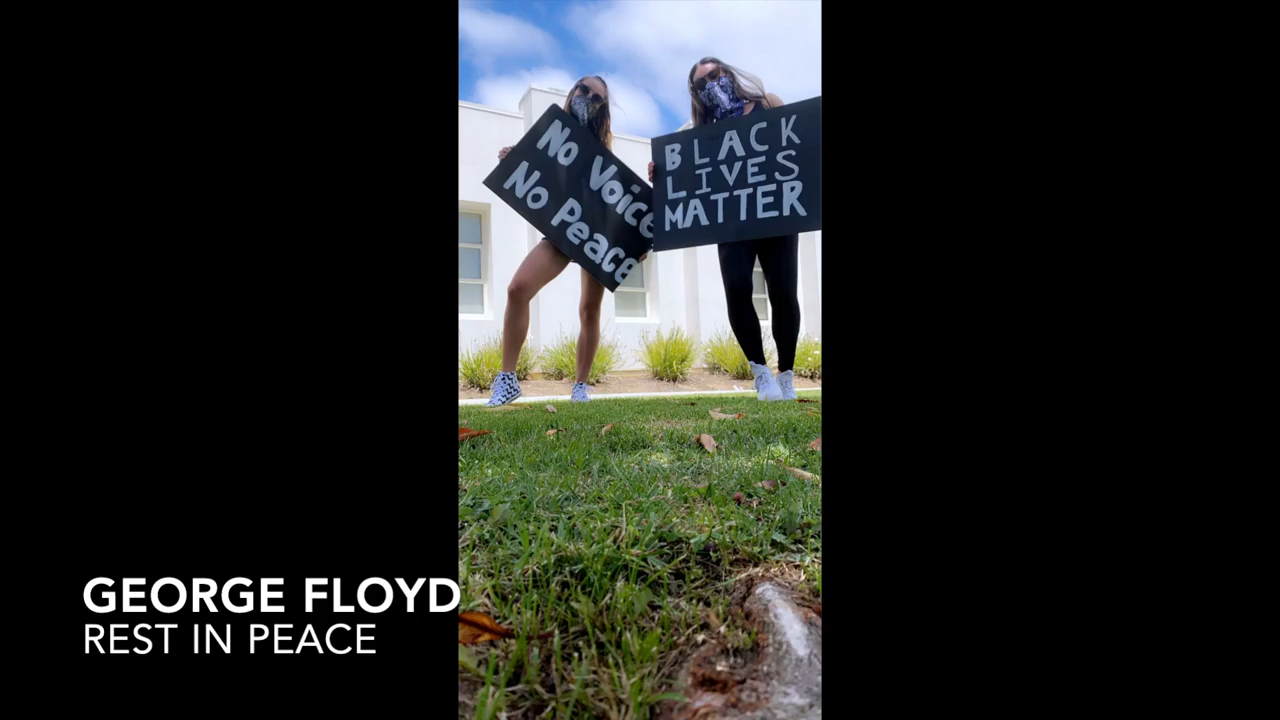 No Voice
No Peace
BLACK
LIVES
MATTER
GEORGE FLOYD
REST IN PEACE